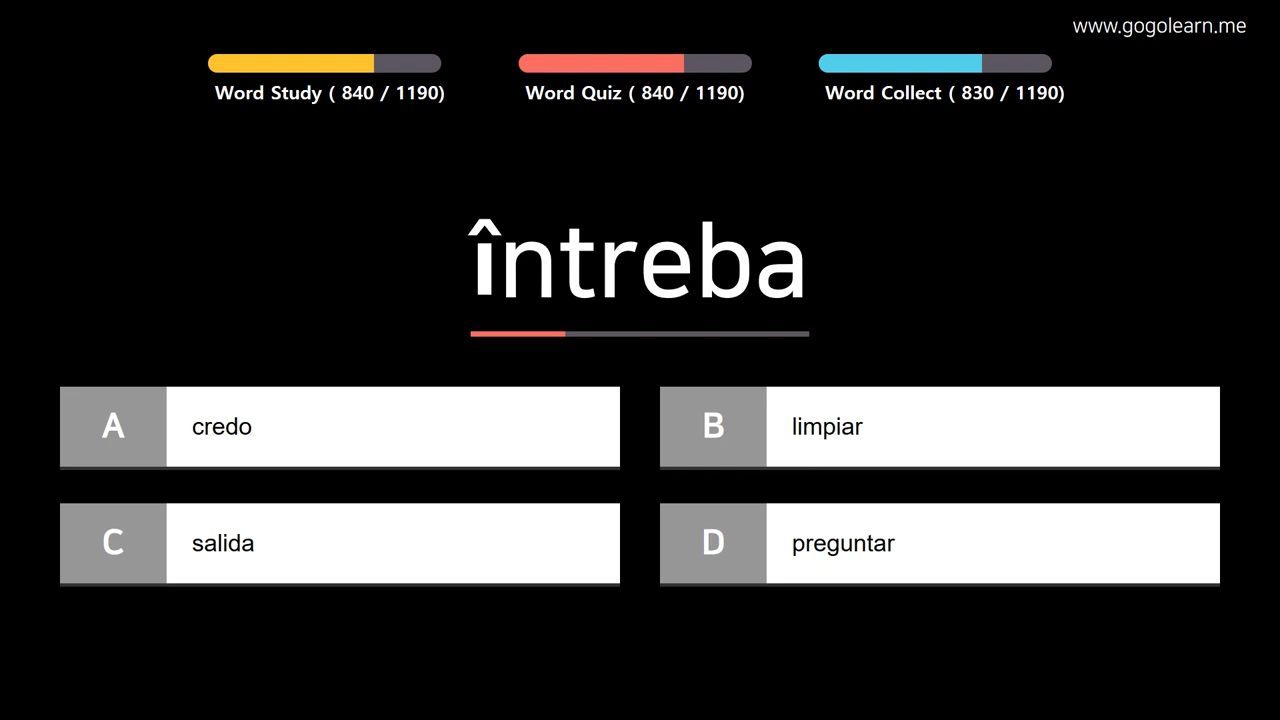 www.gogolearn.me
Word Study ( 840 / 1190)
Word Quiz ( 840 / 1190)
Word Collect ( 830 / 1190)
întreba
A credo
B limpiar
C salida
D preguntar